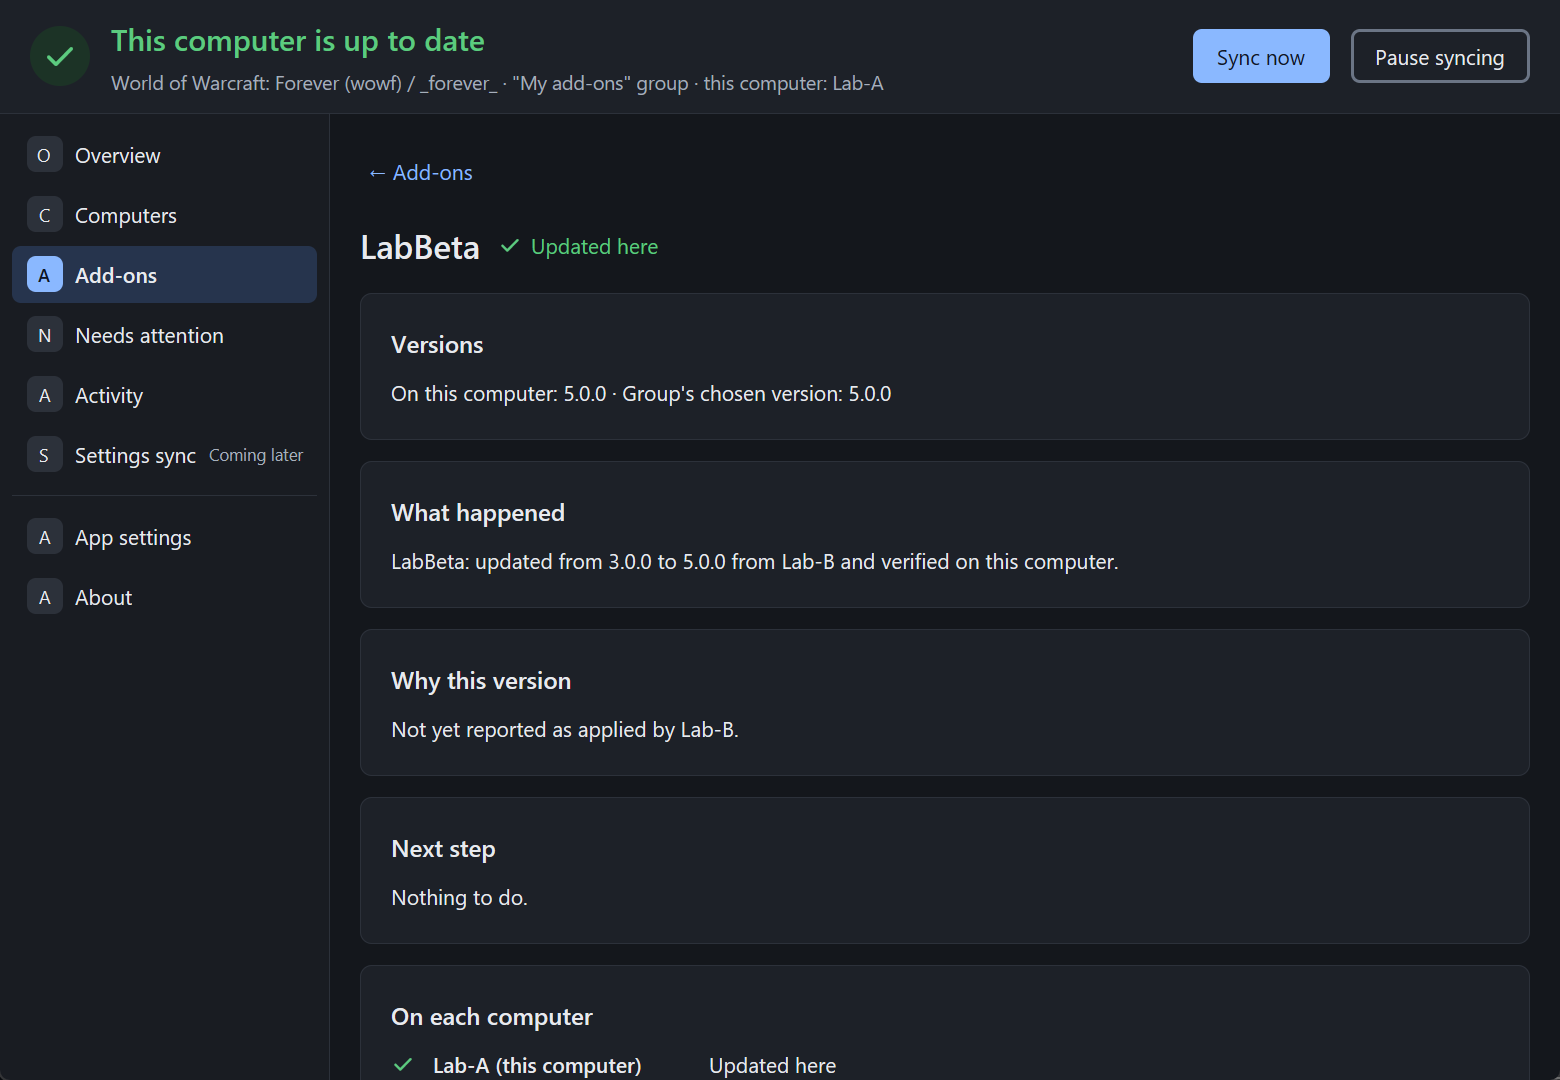 This computer is up to date
World of Warcraft: Forever (wowf) / _forever_ · "My add-ons" group · this computer: Lab-A
Sync now
Pause syncing
O Overview
C Computers
A Add-ons
N Needs attention
A Activity
S Settings sync Coming later
A App settings
A About
← Add-ons
LabBeta ✓ Updated here
Versions
On this computer: 5.0.0 · Group's chosen version: 5.0.0
What happened
LabBeta: updated from 3.0.0 to 5.0.0 from Lab-B and verified on this computer.
Why this version
Not yet reported as applied by Lab-B.
Next step
Nothing to do.
On each computer
✓ Lab-A (this computer) Updated here